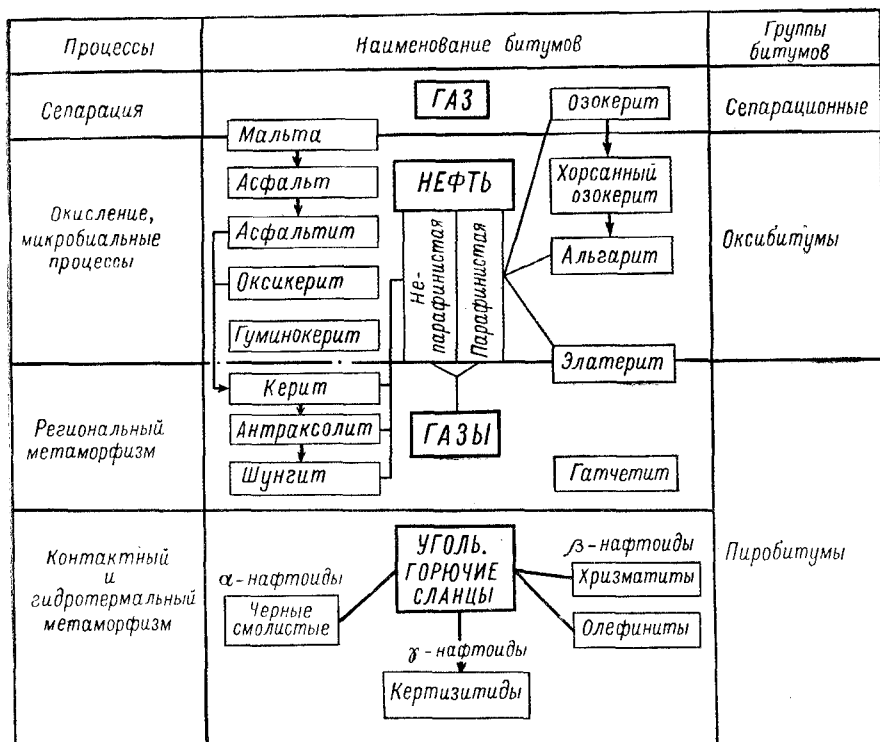 Процессы
Наименование битумов
Группы
битумов
Сепарация
ГАЗ
Озокерит
Сепарационные
Мальта
Асфальт
Асфальтит
Оксикерит
Гуминокерит
Окисление,
микробиальные
процессы
НЕФТЬ
Не-
парафинистая
Парафинистая
Хорсанный
озокерит
Альгарит
Элатерит
Оксибитумы
Региональный
метаморфизм
Керит
Антраксолит
Шунгит
ГАЗЫ
Гатчетит
Пиробитумы
Контактный
и
гидротермальный
метаморфизм
α-нафтоиды
Черные
смолистые
УГОЛЬ.
ГОРЮЧИЕ
СЛАНЦЫ
β-нафтоиды
Хризматиты
Олефиниты
γ-нафтоиды
Кертизитиды